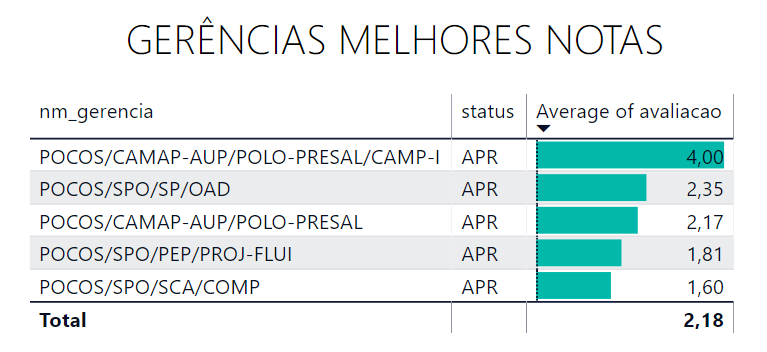 GERÊNCIAS MELHORES NOTAS
nm_gerencia status Average of avaliacao
POCOS/CAMAP-AUP/POLO-PRESAL/CAMP-I APR 4,00
POCOS/SPO/SP/OAD APR 2,35
POCOS/CAMAP-AUP/POLO-PRESAL APR 2,17
POCOS/SPO/PEP/PROJ-FLUI APR 1,81
POCOS/SPO/SCA/COMP APR 1,60
Total 2,18